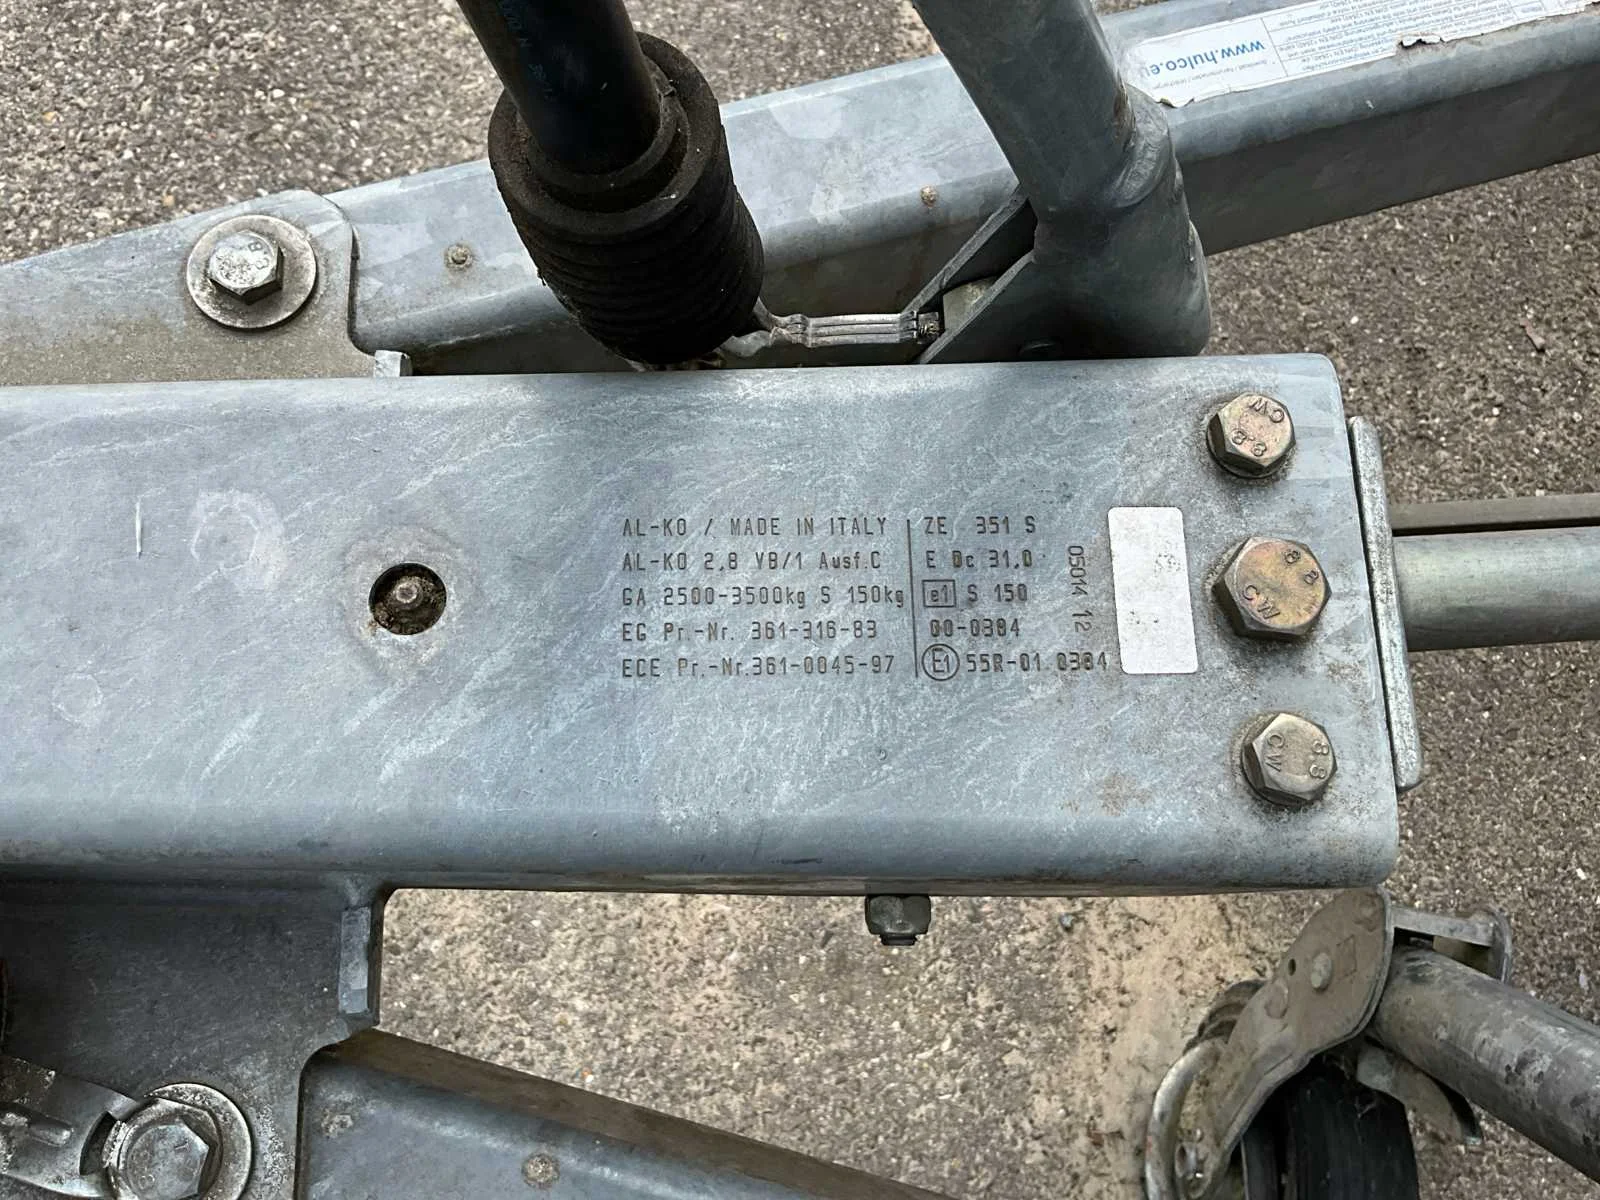 www.hulco.eu
AL-KO / MADE IN ITALY
AL-KO 2,8 VB/1 Ausf.C
GA 2500-3500kg S 150kg
EG Pr.-Nr. 361-316-83
ECE Pr.-Nr.361-0045-97
ZE 351 S
E Dc 31.0
e1 S 150
00-0384
E1 55R-01 0384
05014 12
8.8
CW
8.8
8.8
CW
8